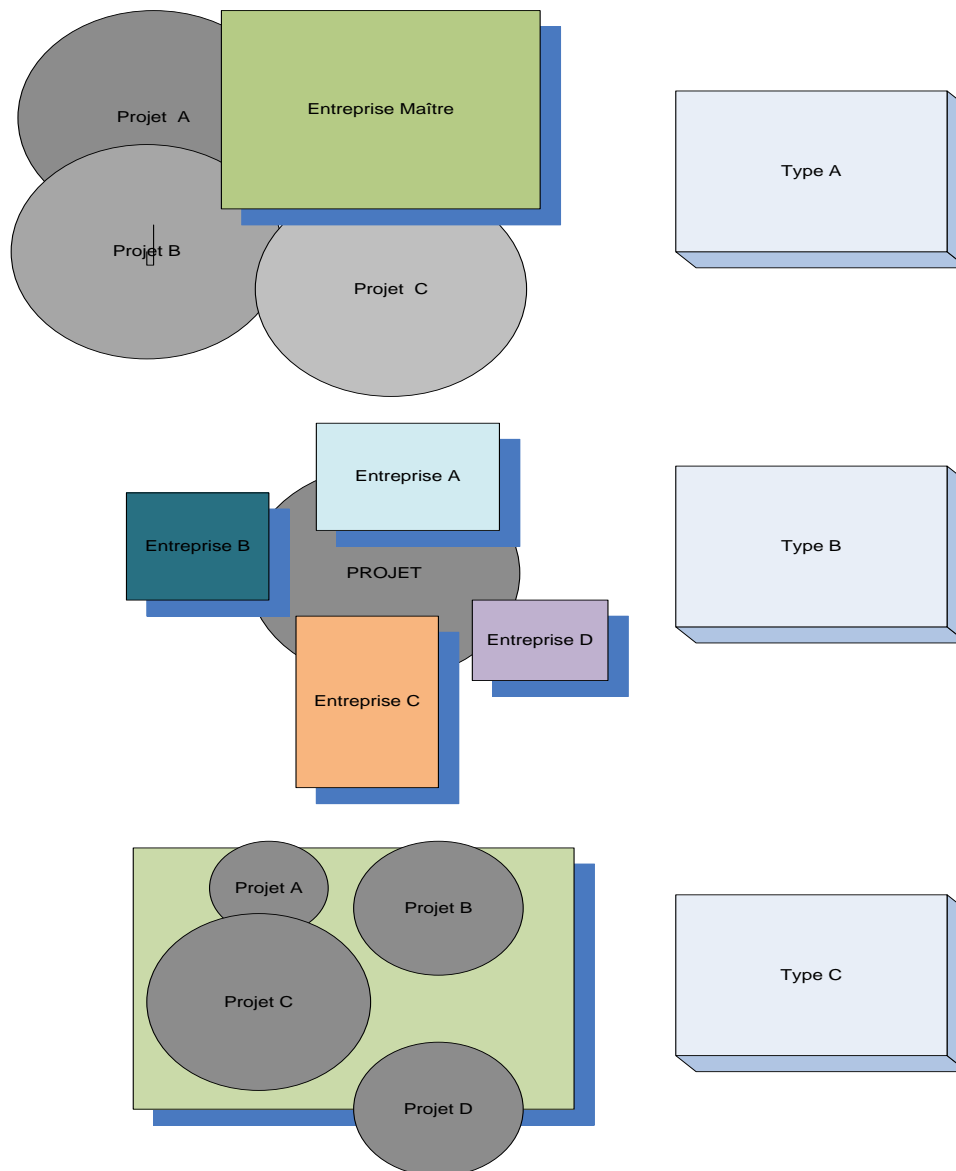 Projet  A
Entreprise Maître
Type A
Projet B
Projet  C
Entreprise A
Type B
Entreprise B
PROJET
Entreprise D
Entreprise C
Projet A
Projet B
Type C
Projet C
Projet D